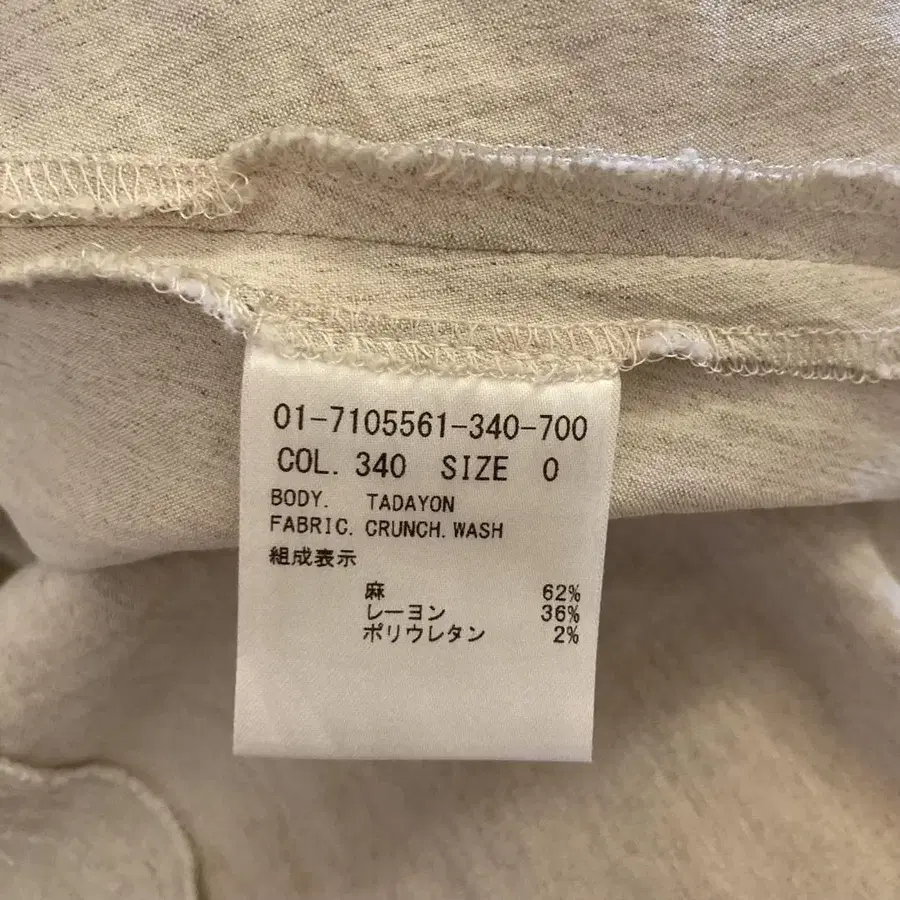 01-7105561-340-700
COL. 340 SIZE 0
BODY. TADAYON
FABRIC. CRUNCH. WASH
組成表示
麻 62%
レーヨン 36%
ポリウレタン 2%